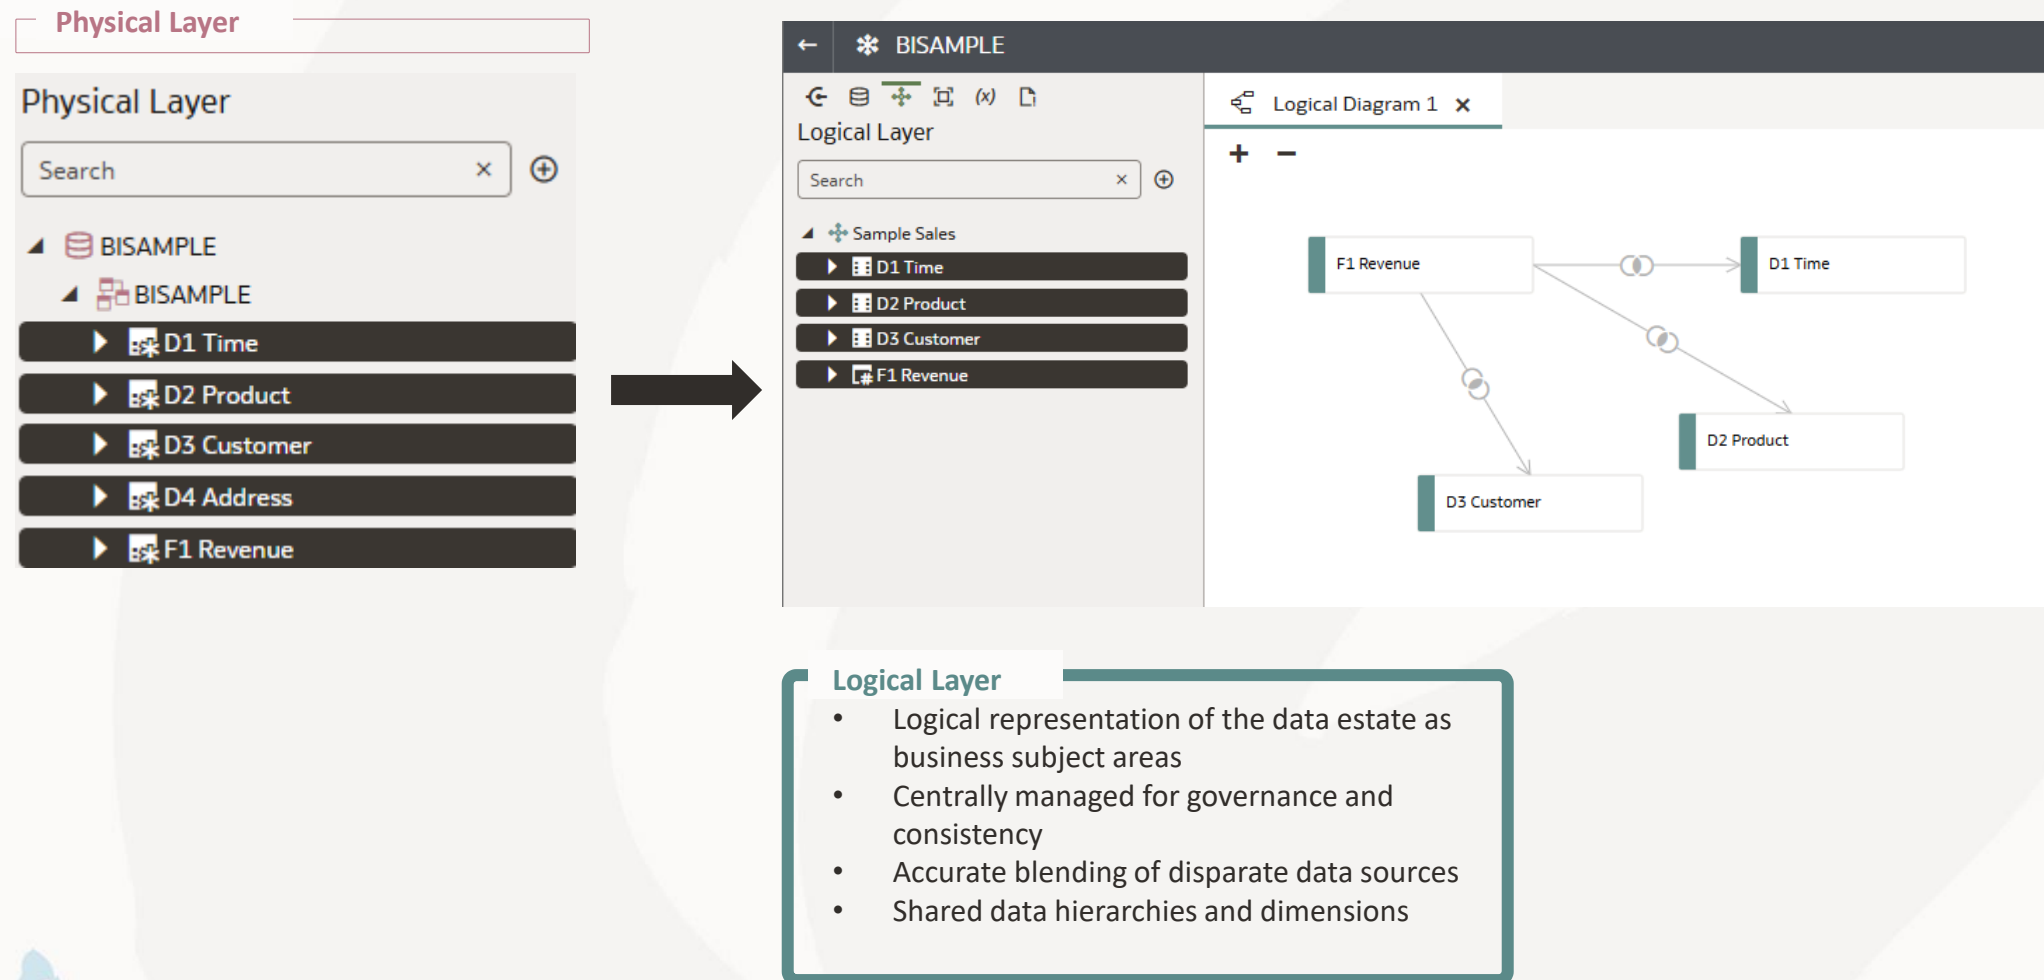 Physical Layer
Physical Layer
Search
BISAMPLE
BISAMPLE
D1 Time
D2 Product
D3 Customer
D4 Address
F1 Revenue
BISAMPLE
(x)
Logical Layer
Search
Sample Sales
D1 Time
D2 Product
D3 Customer
F1 Revenue
Logical Diagram 1
F1 Revenue
D1 Time
D2 Product
D3 Customer
Logical Layer
• Logical representation of the data estate as
business subject areas
• Centrally managed for governance and
consistency
• Accurate blending of disparate data sources
• Shared data hierarchies and dimensions